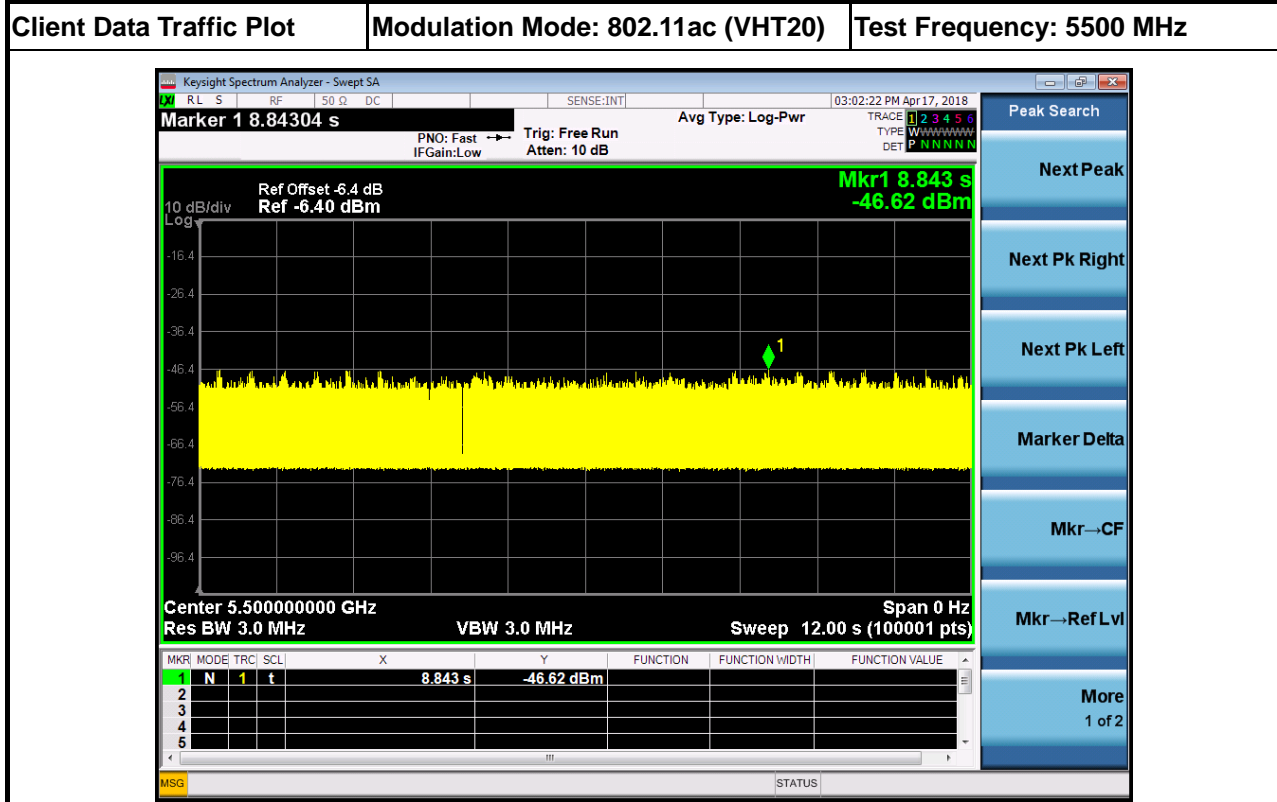 Client Data Traffic Plot Modulation Mode: 802.11ac (VHT20) Test Frequency: 5500 MHz
Keysight Spectrum Analyzer - Swept SA
LXI RL S RF 50 Ω DC SENSE:INT 03:02:22 PM Apr 17, 2018
Marker 1 8.84304 s
PNO: Fast
IFGain:Low
Trig: Free Run
Atten: 10 dB
Avg Type: Log-Pwr
TRACE 1 2 3 4 5 6
TYPE WWWWWW
DET P N N N N N
Peak Search
Next Peak
Next Pk Right
Next Pk Left
Marker Delta
Mkr→CF
Mkr→Ref Lvl
More
1 of 2
Mkr1 8.843 s
-46.62 dBm
Ref Offset -6.4 dB
10 dB/div Ref -6.40 dBm
Log
-16.4
-26.4
-36.4
1
-46.4
-56.4
-66.4
-76.4
-86.4
-96.4
Center 5.500000000 GHz Span 0 Hz
Res BW 3.0 MHz VBW 3.0 MHz Sweep 12.00 s (100001 pts)
MKR MODE TRC SCL X Y FUNCTION FUNCTION WIDTH FUNCTION VALUE
1 N 1 t 8.843 s -46.62 dBm
2
3
4
5
MSG STATUS